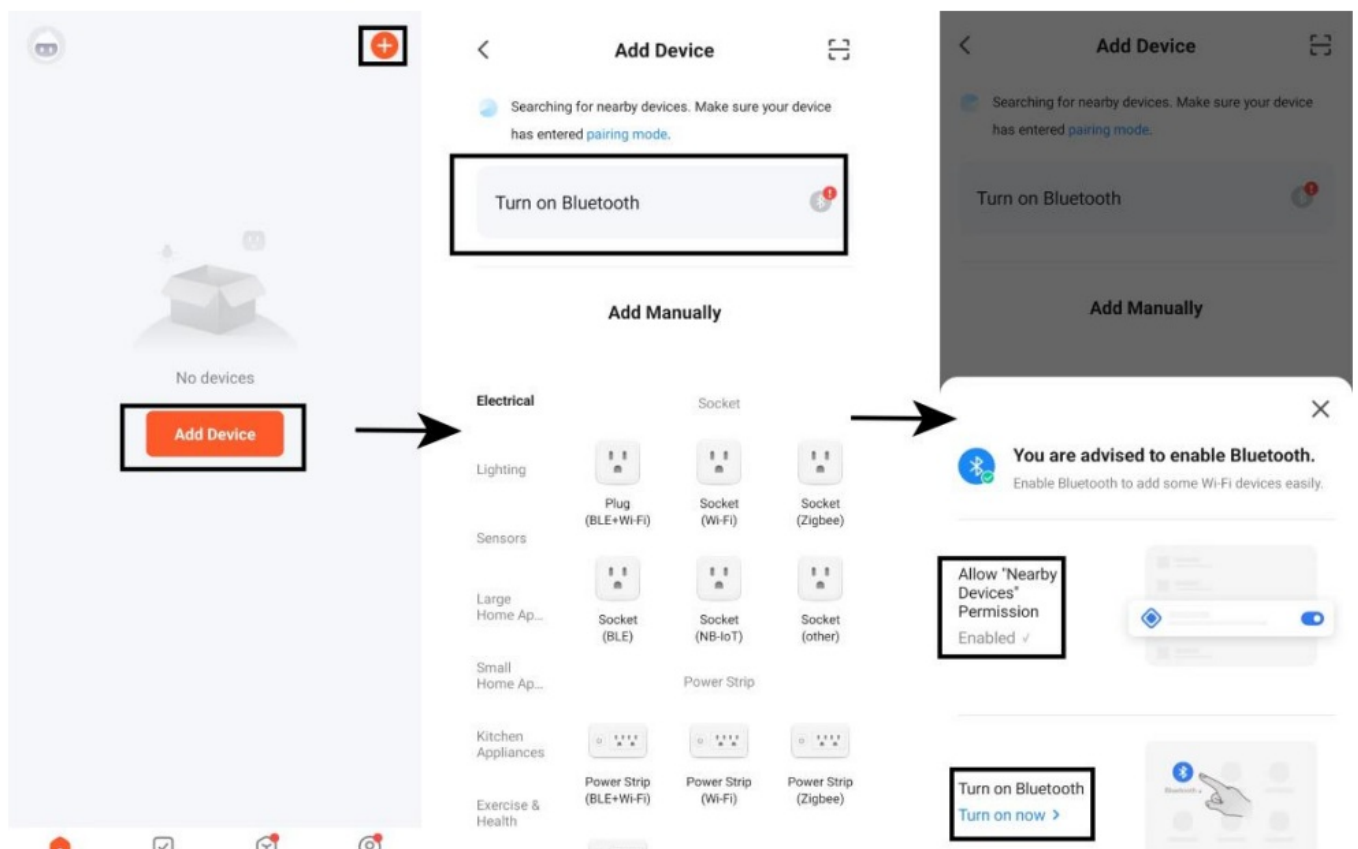 No devices
Add Device
Add Device
Searching for nearby devices. Make sure your device
has entered pairing mode.
Turn on Bluetooth
Add Manually
Electrical
Socket
Lighting
Plug
(BLE+Wi-Fi)
Socket
(Wi-Fi)
Socket
(Zigbee)
Sensors
Large
Home Ap...
Socket
(BLE)
Socket
(NB-IoT)
Socket
(other)
Small
Home Ap...
Power Strip
Kitchen
Appliances
Power Strip
(BLE+Wi-Fi)
Power Strip
(Wi-Fi)
Power Strip
(Zigbee)
Exercise &
Health
Add Device
Searching for nearby devices. Make sure your device
has entered pairing mode.
Turn on Bluetooth
Add Manually
You are advised to enable Bluetooth.
Enable Bluetooth to add some Wi-Fi devices easily.
Allow "Nearby
Devices"
Permission
Enabled ✓
Turn on Bluetooth
Turn on now >
Bluetooth